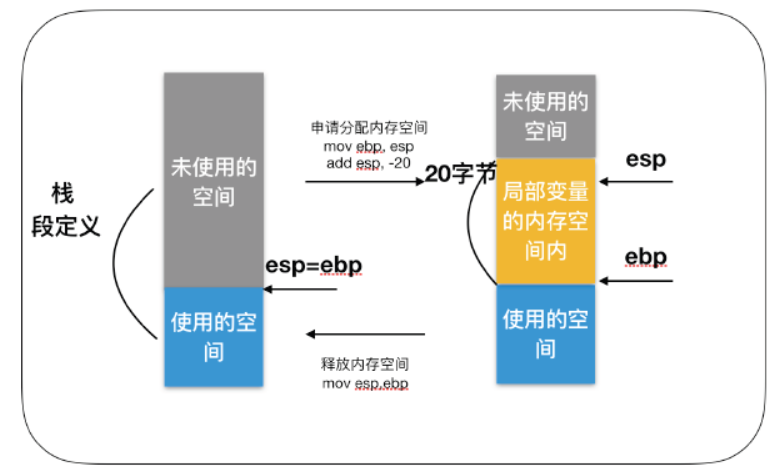 栈
段定义
未使用的
空间
使用的空
间
esp=ebp
申请分配内存空间
mov ebp, esp
add esp, -20
释放内存空间
mov esp,ebp
20字节
未使用的
空间
局部变量
的内存空
间内
使用的空
间
esp
ebp